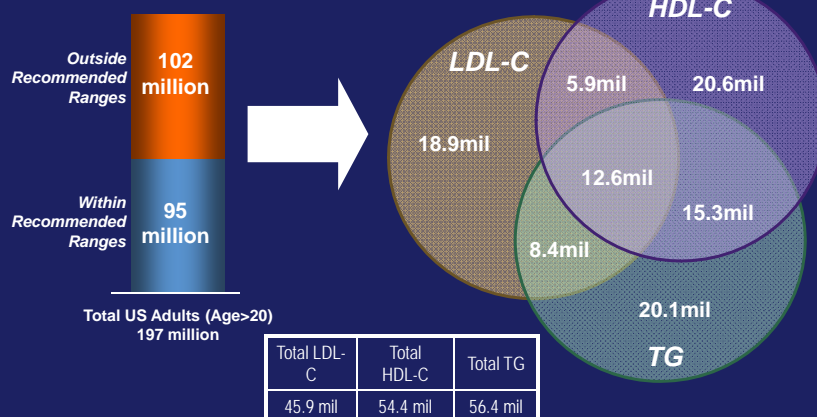 Outside
Recommended
Ranges
102
million
Within
Recommended
Ranges
95
million
Total US Adults (Age>20)
197 million
HDL-C
LDL-C
5.9mil
20.6mil
18.9mil
12.6mil
15.3mil
8.4mil
20.1mil
TG
Total LDL-
C
Total
HDL-C
Total TG
45.9 mil
54.4 mil
56.4 mil